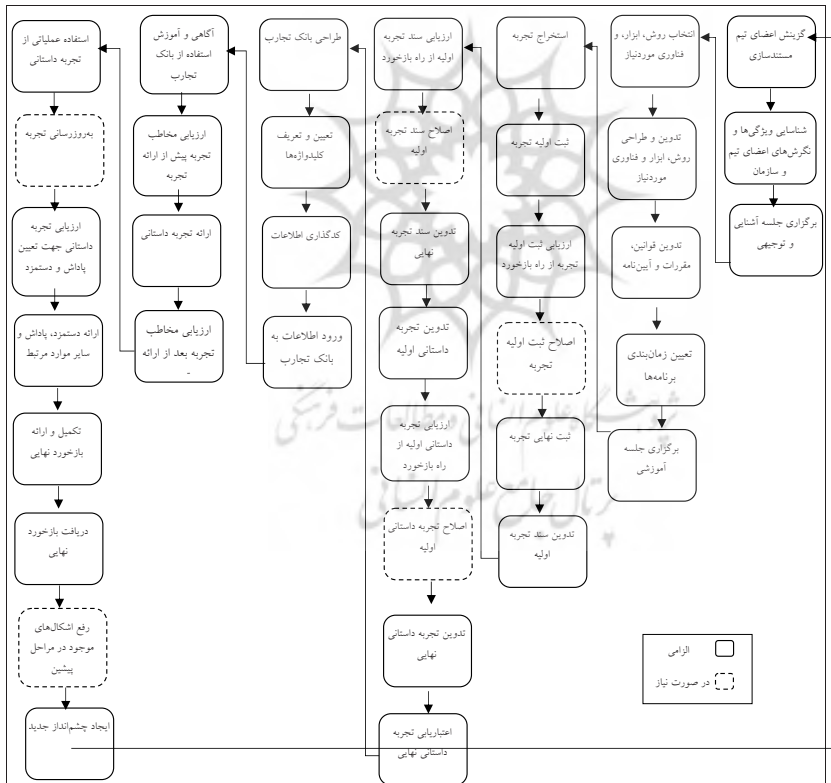 گزینش اعضای تیم
مستندسازی
شناسایی ویژگی‌ها و
نگرش‌های اعضای تیم
و سازمان
برگزاری جلسه آشنایی
و توجیهی
انتخاب روش، ابزار، و
فناوری موردنیاز
تدوین و طراحی
روش، ابزار و فناوری
موردنیاز
تدوین قوانین،
مقررات و آیین‌نامه
تعیین زمان‌بندی
برنامه‌ها
برگزاری جلسه
آموزشی
استخراج تجربه
ثبت اولیه تجربه
ارزیابی ثبت اولیه
تجربه از راه بازخورد
اصلاح ثبت اولیه
تجربه
ثبت نهایی تجربه
تدوین سند تجربه
اولیه
ارزیابی سند تجربه
اولیه از راه بازخورد
اصلاح سند تجربه
اولیه
تدوین سند تجربه
نهایی
تدوین تجربه
داستانی اولیه
ارزیابی تجربه
داستانی اولیه از
راه بازخورد
اصلاح تجربه داستانی
اولیه
تدوین تجربه داستانی
نهایی
اعتباریابی تجربه
داستانی نهایی
طراحی بانک تجارب
تعیین و تعریف
کلیدواژه‌ها
کدگذاری اطلاعات
ورود اطلاعات به
بانک تجارب
آگاهی و آموزش
استفاده از بانک
تجارب
ارزیابی مخاطب
تجربه پیش از ارائه
تجربه
ارائه تجربه داستانی
ارزیابی مخاطب
تجربه بعد از ارائه
-
استفاده عملیاتی از
تجربه داستانی
به‌روزرسانی تجربه
ارزیابی تجربه
داستانی جهت تعیین
پاداش و دستمزد
ارائه دستمزد، پاداش و
سایر موارد مرتبط
تکمیل و ارائه
بازخورد نهایی
دریافت بازخورد
نهایی
رفع اشکال‌های
موجود در مراحل
پیشین
ایجاد چشم‌انداز جدید
الزامی
در صورت نیاز
پژوهشگاه علوم انسانی و مطالعات فرهنگی
پرتال جامع علوم انسانی